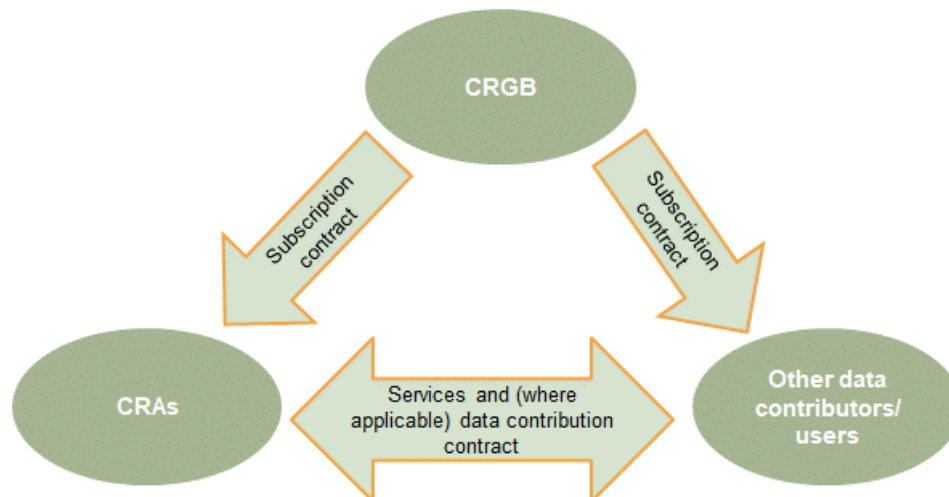 CRGB
Subscription
contract
Subscription
contract
CRAs
Services and (where
applicable) data contribution
contract
Other data
contributors/
users